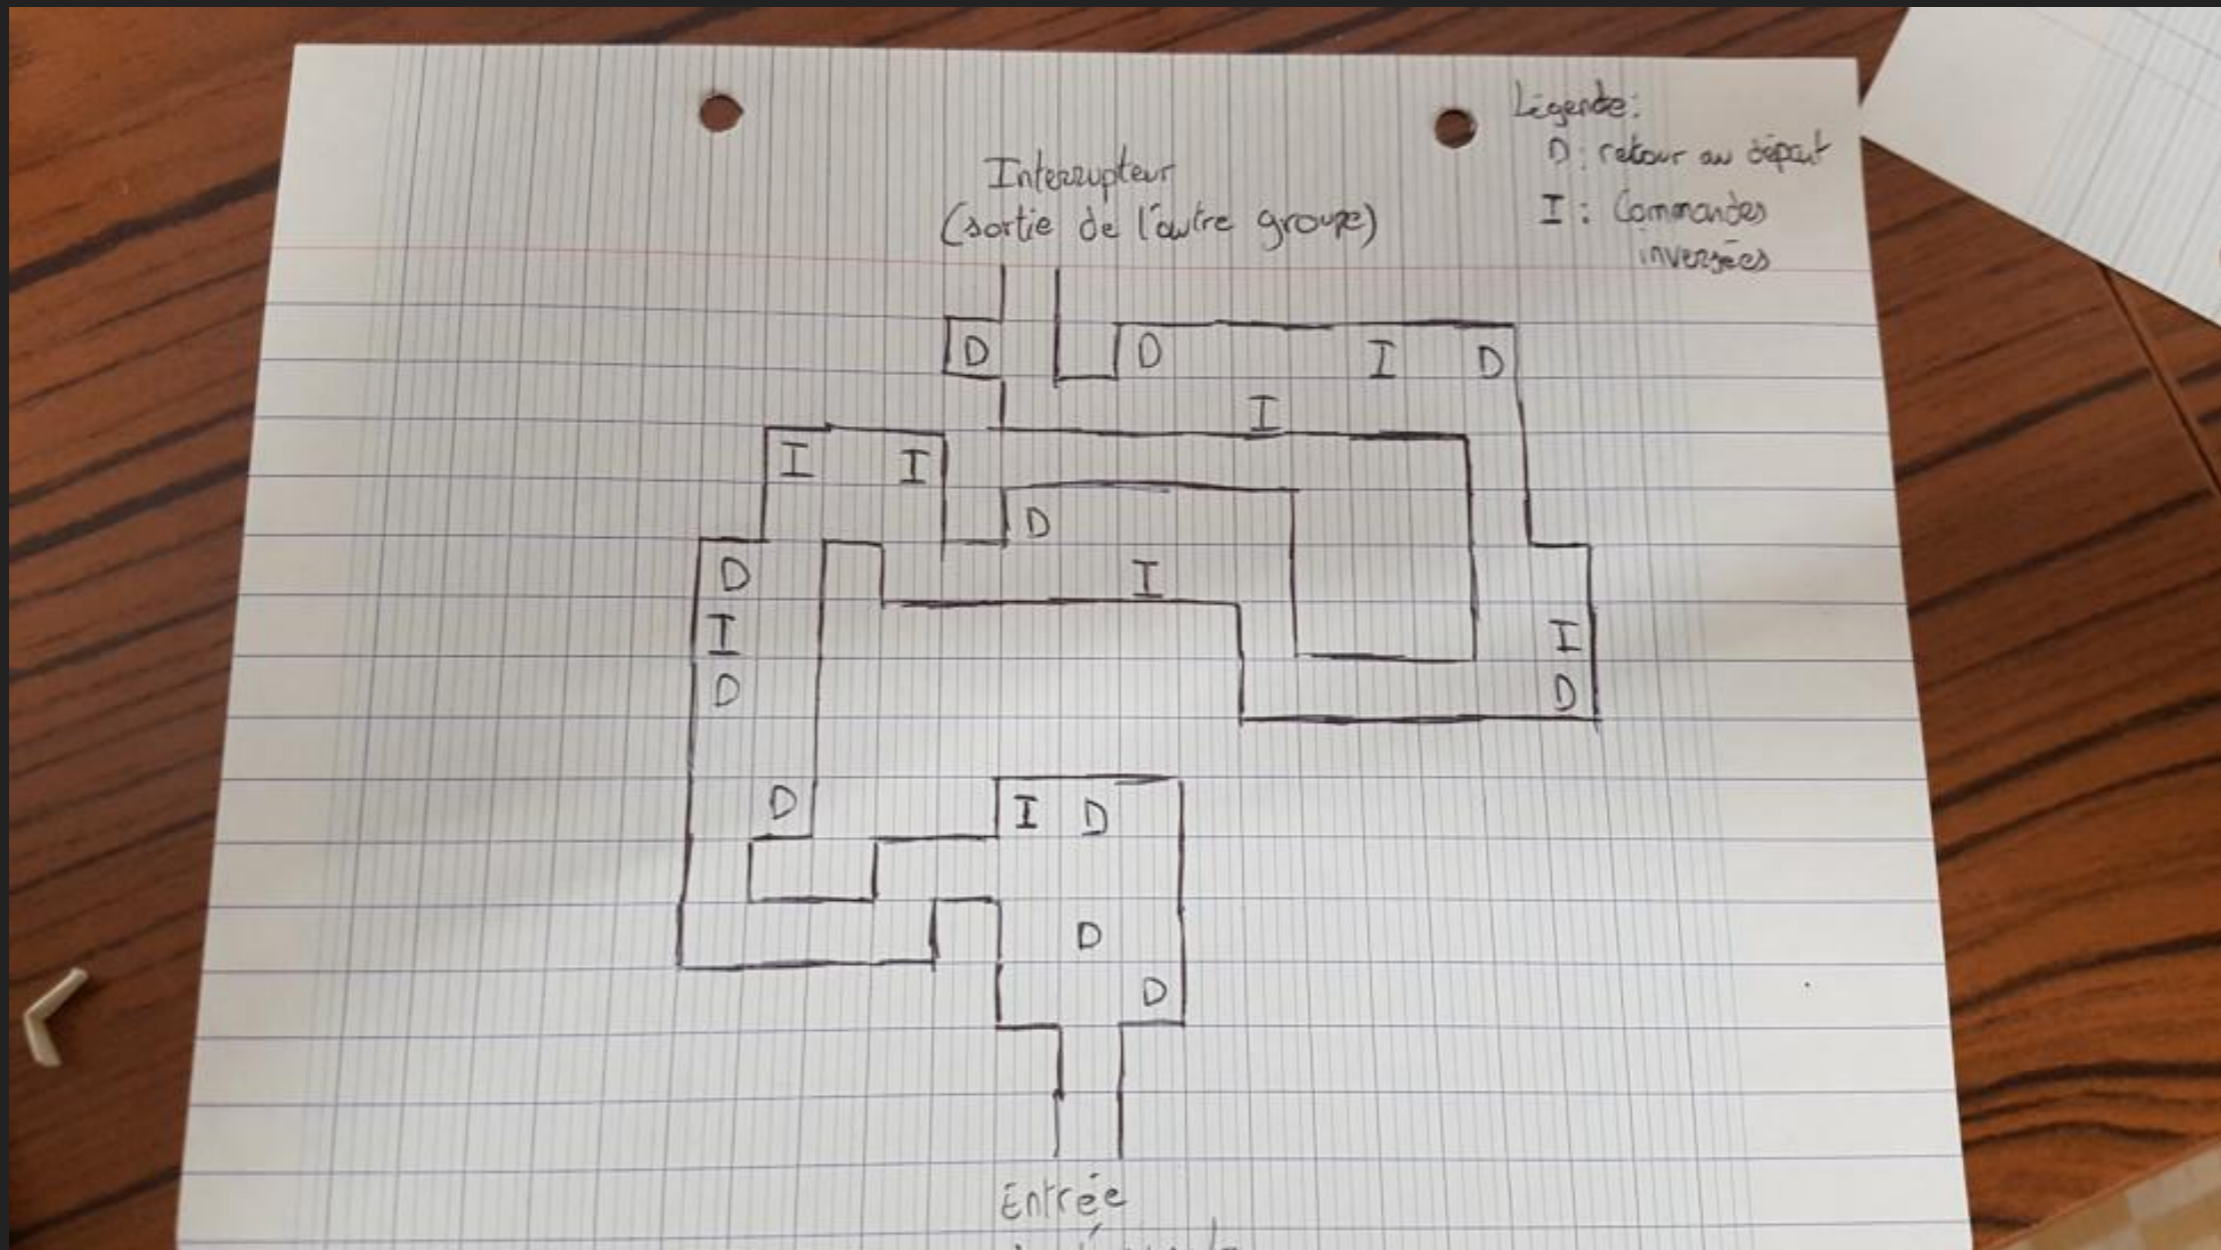 Légende:
D : retour au départ
I : Commandes
inversées
Interrupteur
(sortie de l'autre groupe)
D D I D
I
I I
D
D I
I I
D D
D I D
D
D
Entrée